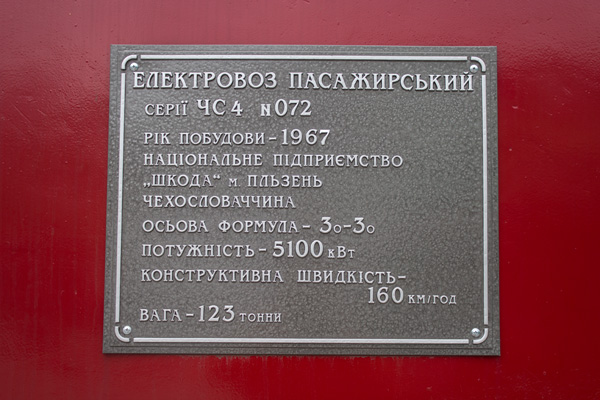 ЕЛЕКТРОВОЗ ПАСАЖИРСЬКИЙ
СЕРІЇ ЧС4 N072
РІК ПОБУДОВИ-1967
НАЦІОНАЛЬНЕ ПІДПРИЄМСТВО
„ШКОДА“ м ПЛЬЗЕНЬ
ЧЕХОСЛОВАЧЧИНА
ОСЬОВА ФОРМУЛА- 3о-3о
ПОТУЖНІСТЬ-5100 кВт
КОНСТРУКТИВНА ШВИДКІСТЬ-
160 КМ/ГОД
ВАГА-123 ТОННИ